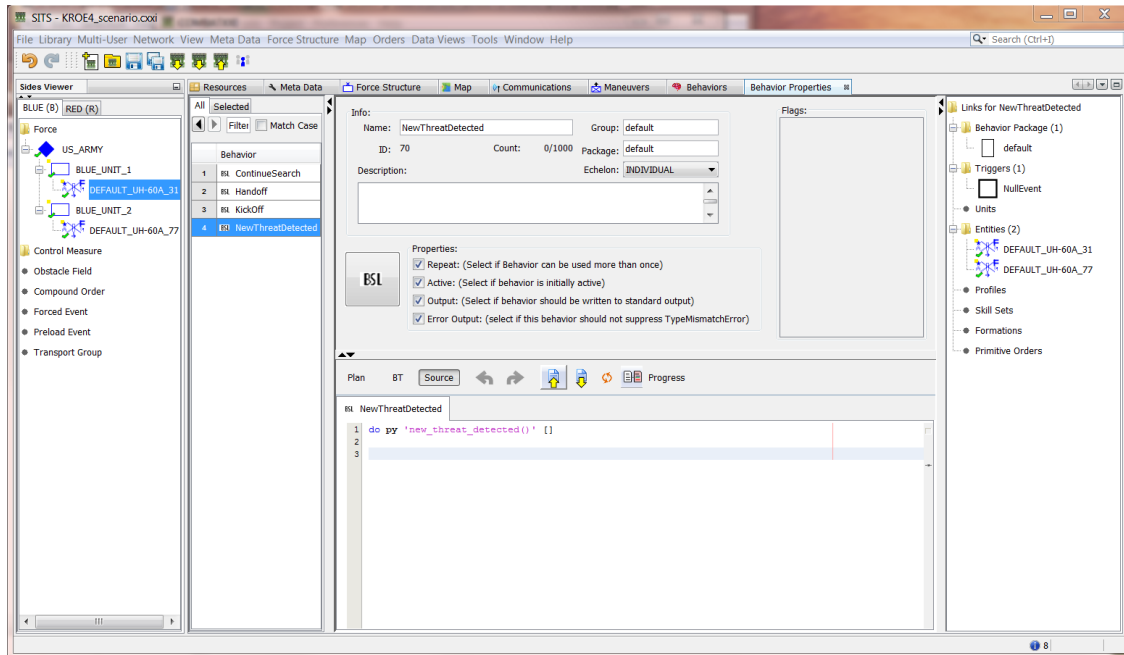 SITS - KROE4_scenario.cxxi
File Library Multi-User Network View Meta Data Force Structure Map Orders Data Views Tools Window Help
Search (Ctrl+I)
Sides Viewer
BLUE (B) RED (R)
Force
US_ARMY
BLUE_UNIT_1
DEFAULT_UH-60A_31
BLUE_UNIT_2
DEFAULT_UH-60A_77
Control Measure
Obstacle Field
Compound Order
Forced Event
Preload Event
Transport Group
Resources Meta Data Force Structure Map Communications Maneuvers Behaviors Behavior Properties
All Selected
Filter Match Case
Behavior
1 BSL ContinueSearch
2 BSL Handoff
3 BSL KickOff
4 BSL NewThreatDetected
Info:
Name: NewThreatDetected Group: default
ID: 70 Count: 0/1000 Package: default
Description: Echelon: INDIVIDUAL
Flags:
BSL
Properties:
Repeat: (Select if Behavior can be used more than once)
Active: (Select if behavior is initially active)
Output: (Select if behavior should be written to standard output)
Error Output: (select if this behavior should not suppress TypeMismatchError)
Plan BT Source Progress
BSL NewThreatDetected
1 do py 'new_threat_detected()' []
2
3
Links for NewThreatDetected
Behavior Package (1)
default
Triggers (1)
NullEvent
Units
Entities (2)
DEFAULT_UH-60A_31
DEFAULT_UH-60A_77
Profiles
Skill Sets
Formations
Primitive Orders
8